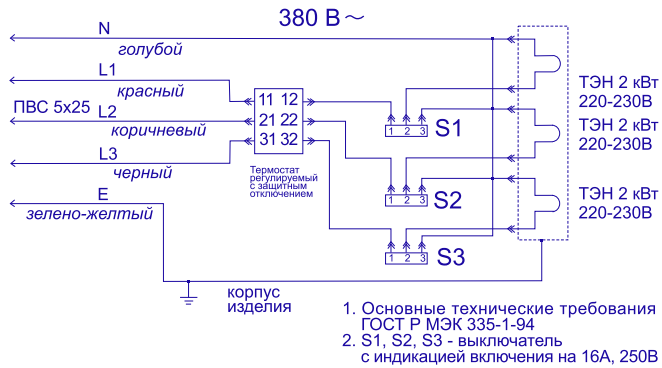 380 В ~
N
голубой
L1
красный
ПВС 5х25
L2
коричневый
L3
черный
E
зелено-желтый
11 12
21 22
31 32
Термостат
регулируемый
с защитным
отключением
1 2 3
S1
1 2 3
S2
1 2 3
S3
ТЭН 2 кВт
220-230В
ТЭН 2 кВт
220-230В
ТЭН 2 кВт
220-230В
корпус
изделия
1. Основные технические требования
ГОСТ Р МЭК 335-1-94
2. S1, S2, S3 - выключатель
с индикацией включения на 16А, 250В